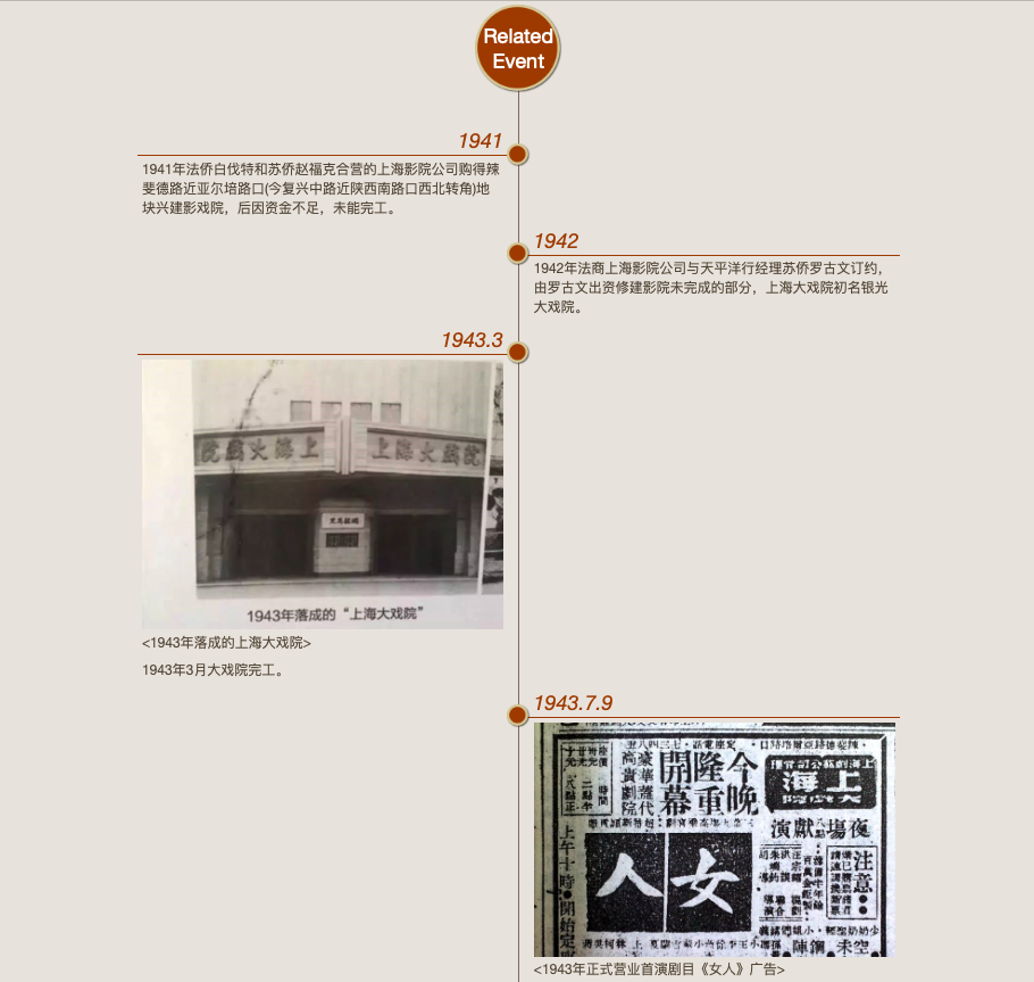 Related
Event
1941
1941年法侨白伐特和苏侨赵福克合营的上海影院公司购得辣
斐德路近亚尔培路口(今复兴中路近陕西南路口西北转角)地
块兴建影戏院，后因资金不足，未能完工。
1942
1942年法商上海影院公司与天平洋行经理苏侨罗古文订约，
由罗古文出资修建影院未完成的部分，上海大戏院初名银光
大戏院。
1943.3
院戲大海上
上海大戲院
1943年落成的“上海大戏院”
<1943年落成的上海大戏院>
1943年3月大戏院完工。
1943.7.9
今晚
隆重
開幕
豪華蓋代
高貴劇院
上海
夜場獻演
注意
女人
時間
上午十時●開始定
<1943年正式营业首演剧目《女人》广告>